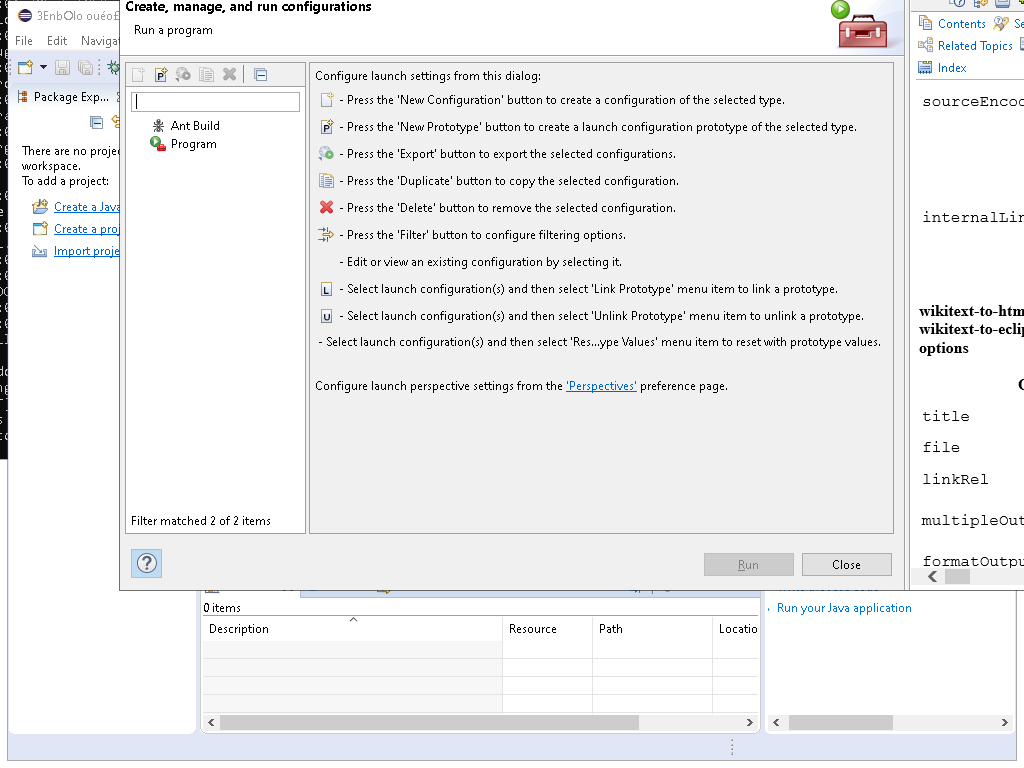 Create, manage, and run configurations
Run a program
File Edit Navigat
Package Exp...
There are no proje
workspace.
To add a project:
Create a Java
Create a proj
Import proje
Ant Build
Program
Filter matched 2 of 2 items
Configure launch settings from this dialog:
- Press the 'New Configuration' button to create a configuration of the selected type.
P - Press the 'New Prototype' button to create a launch configuration prototype of the selected type.
- Press the 'Export' button to export the selected configurations.
- Press the 'Duplicate' button to copy the selected configuration.
- Press the 'Delete' button to remove the selected configuration.
- Press the 'Filter' button to configure filtering options.
- Edit or view an existing configuration by selecting it.
L - Select launch configuration(s) and then select 'Link Prototype' menu item to link a prototype.
U - Select launch configuration(s) and then select 'Unlink Prototype' menu item to unlink a prototype.
- Select launch configuration(s) and then select 'Res...ype Values' menu item to reset with prototype values.
Configure launch perspective settings from the 'Perspectives' preference page.
?
Run
Close
Contents Se
Related Topics
Index
sourceEncod
internalLin
wikitext-to-htm
wikitext-to-eclip
options
title
file
linkRel
multipleOut
formatOutpu
0 items
Description Resource Path Locatio
Run your Java application